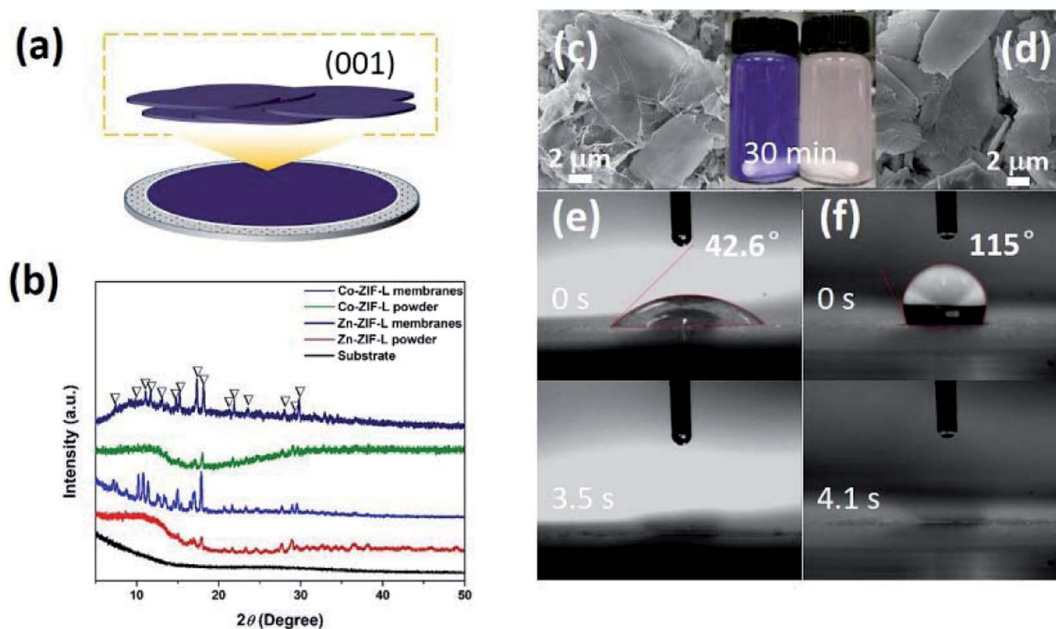 (a)
(001)
(b)
Co-ZIF-L membranes
Co-ZIF-L powder
Zn-ZIF-L membranes
Zn-ZIF-L powder
Substrate
Intensity (a.u.)
10 20 30 40 50
2θ (Degree)
(c)
2 μm
30 min
(d)
2 μm
(e)
42.6°
0 s
3.5 s
(f)
115°
0 s
4.1 s